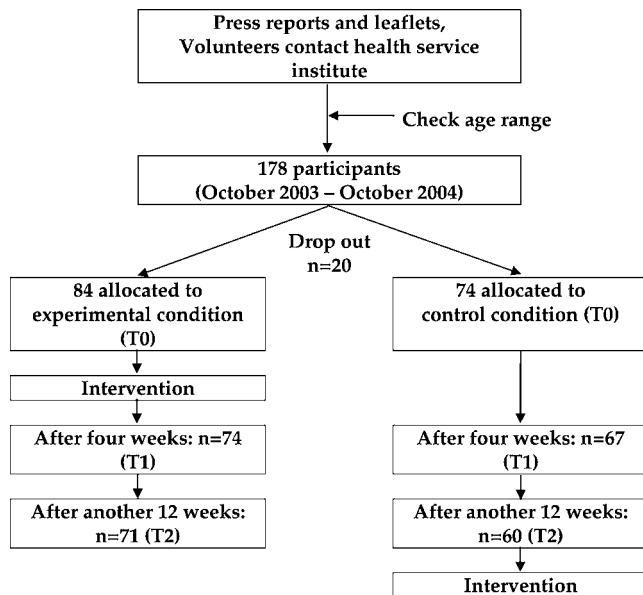 Press reports and leaflets,
Volunteers contact health service
institute
Check age range
178 participants
(October 2003 – October 2004)
Drop out
n=20
84 allocated to
experimental condition
(T0)
74 allocated to
control condition (T0)
Intervention
After four weeks: n=74
(T1)
After four weeks: n=67
(T1)
After another 12 weeks:
n=71 (T2)
After another 12 weeks:
n=60 (T2)
Intervention